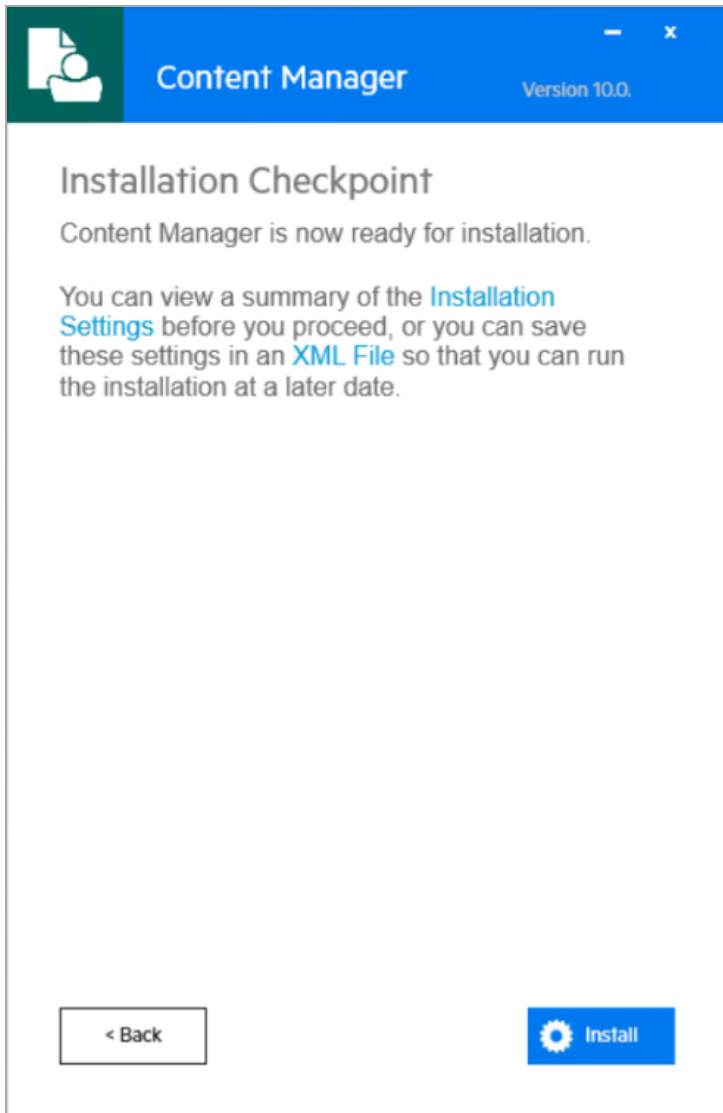 Content Manager
Version 10.0.
Installation Checkpoint
Content Manager is now ready for installation.
You can view a summary of the Installation
Settings before you proceed, or you can save
these settings in an XML File so that you can run
the installation at a later date.
< Back
Install